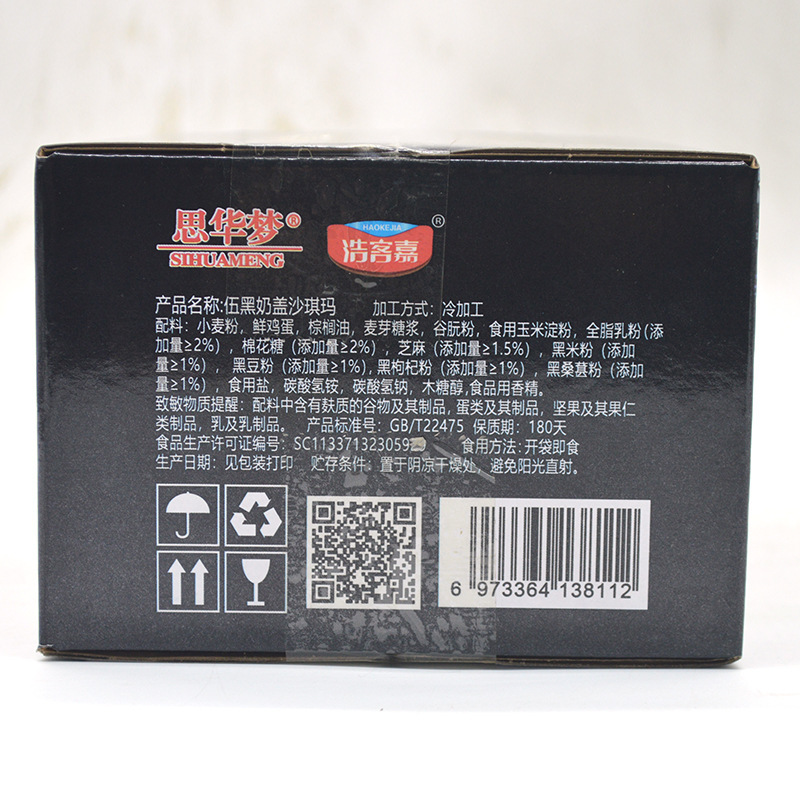 思华梦®
SIHUAMENG
HAOKEJIA
浩客嘉®
产品名称:伍黑奶盖沙琪玛 加工方式：冷加工
配料：小麦粉，鲜鸡蛋，棕榈油，麦芽糖浆，谷朊粉，食用玉米淀粉，全脂乳粉（添
加量≥2%），棉花糖（添加量≥2%），芝麻（添加量≥1.5%），黑米粉（添加
量≥1%），黑豆粉（添加量≥1%),黑枸杞粉（添加量≥1%），黑桑葚粉（添加
量≥1%），食用盐，碳酸氢铵，碳酸氢钠，木糖醇,食品用香精。
致敏物质提醒：配料中含有麸质的谷物及其制品，蛋类及其制品，坚果及其果仁
类制品，乳及乳制品。 产品标准号：GB/T22475 保质期：180天
食品生产许可证编号：SC1133713230592 食用方法：开袋即食
生产日期：见包装打印 贮存条件：置于阴凉干燥处，避免阳光直射。
6 973364 138112